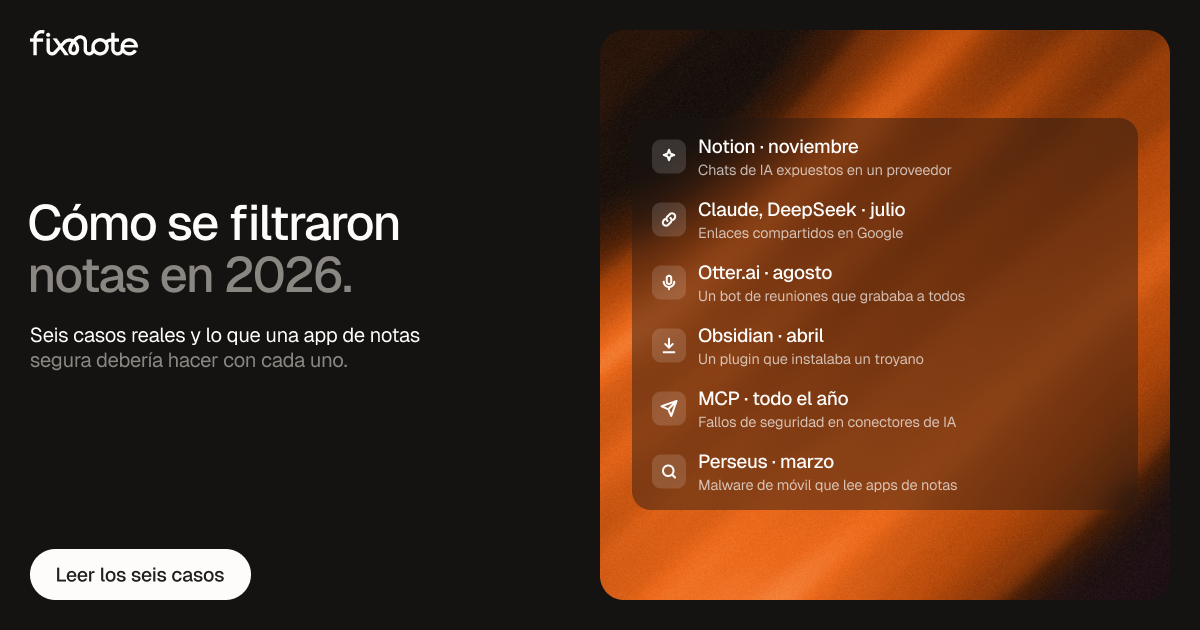 fixnote
Cómo se filtraron
notas en 2026.
Seis casos reales y lo que una app de notas
segura debería hacer con cada uno.
Leer los seis casos
Notion · noviembre
Chats de IA expuestos en un proveedor
Claude, DeepSeek · julio
Enlaces compartidos en Google
Otter.ai · agosto
Un bot de reuniones que grababa a todos
Obsidian · abril
Un plugin que instalaba un troyano
MCP · todo el año
Fallos de seguridad en conectores de IA
Perseus · marzo
Malware de móvil que lee apps de notas